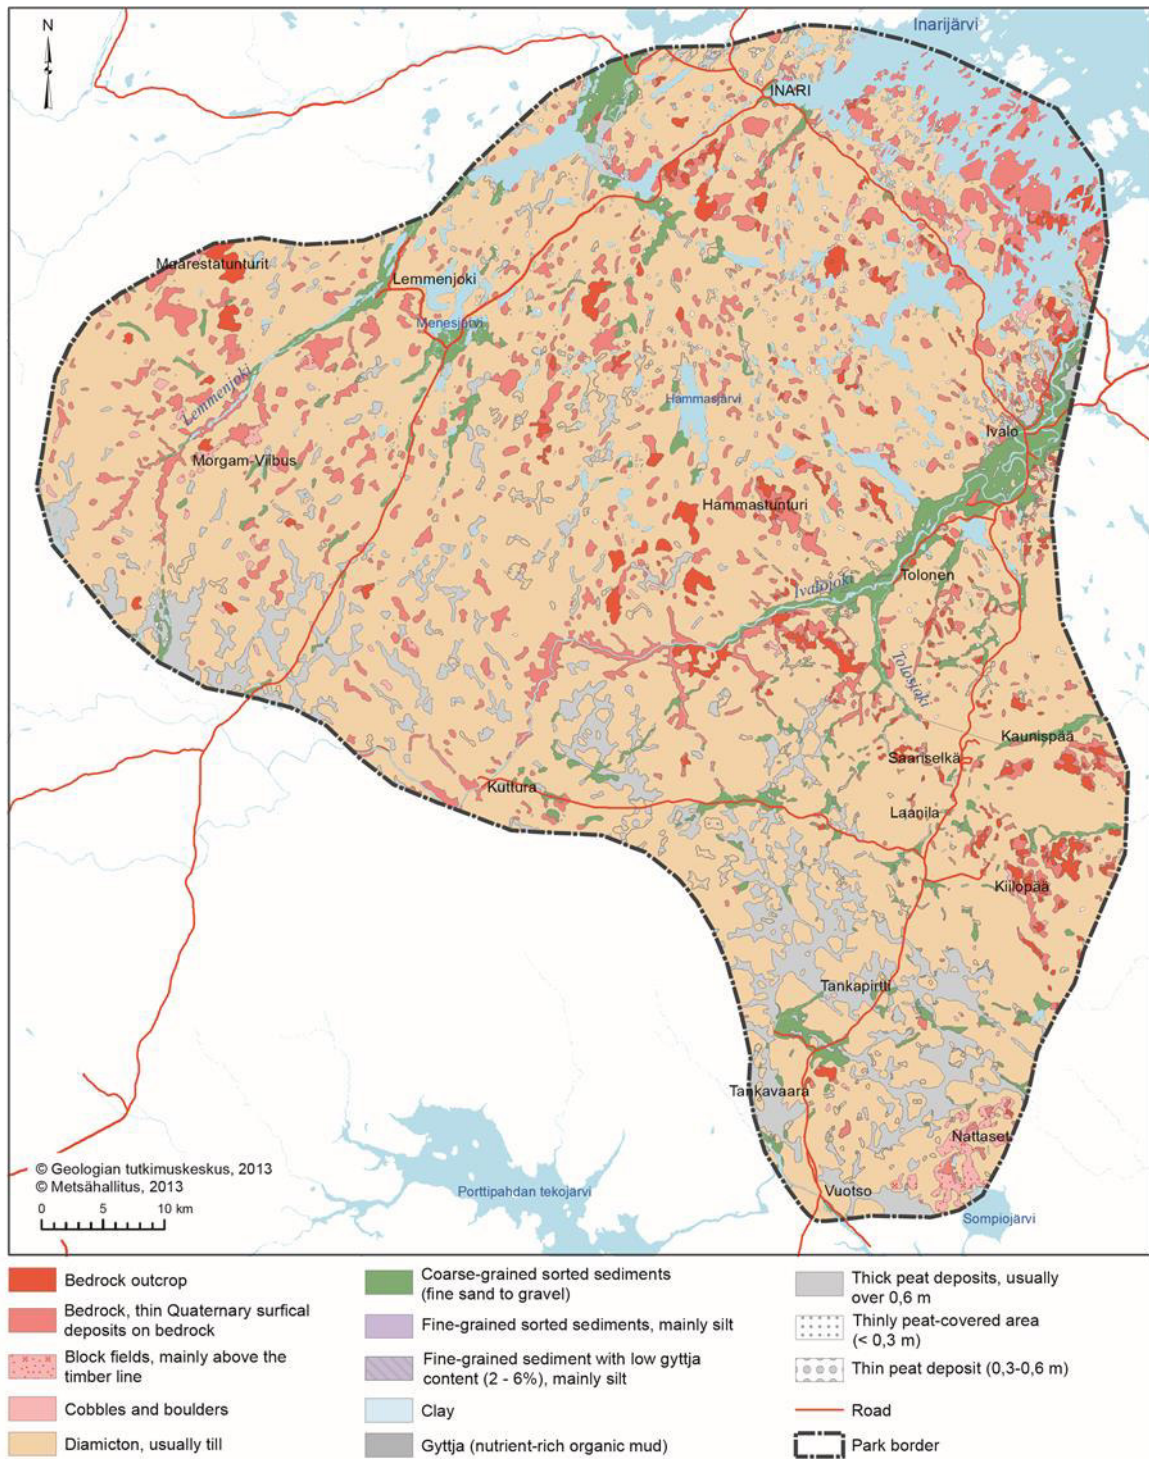 N
Inarijärvi
INARI
Maarestatunturit
Lemmenjoki
Menesjärvi
Lemmenjoki
Hammasjärvi
Ivalo
Morgam-Viibus
Hammastunturi
Ivalojoki
Tolonen
Tolosjoki
Kaunispää
Saariselkä
Kuttura
Laanila
Kiilopää
Tankapirtti
Tankavaara
Nattaset
© Geologian tutkimuskeskus, 2013
© Metsähallitus, 2013
Porttipahdan tekojärvi
Vuotso
Sompiojärvi
0 5 10 km
Bedrock outcrop
Bedrock, thin Quaternary surfical
deposits on bedrock
Block fields, mainly above the
timber line
Cobbles and boulders
Diamicton, usually till
Coarse-grained sorted sediments
(fine sand to gravel)
Fine-grained sorted sediments, mainly silt
Fine-grained sediment with low gyttja
content (2 - 6%), mainly silt
Clay
Gyttja (nutrient-rich organic mud)
Thick peat deposits, usually
over 0,6 m
Thinly peat-covered area
(< 0,3 m)
Thin peat deposit (0,3-0,6 m)
Road
Park border